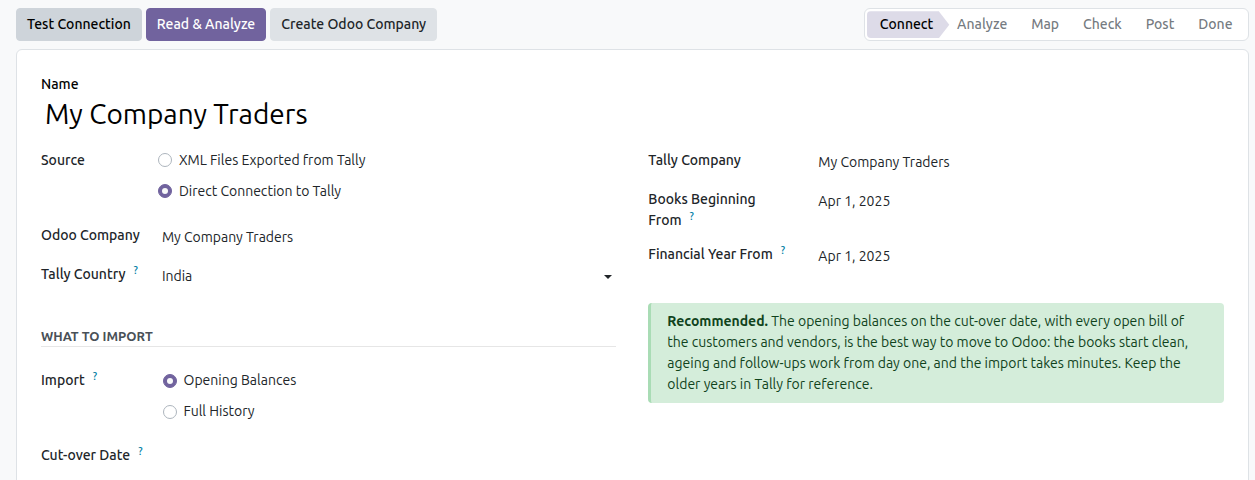 Test Connection Read & Analyze Create Odoo Company Connect Analyze Map Check Post Done
Name
My Company Traders
Source XML Files Exported from Tally
Direct Connection to Tally
Odoo Company My Company Traders
Tally Country ? India
WHAT TO IMPORT
Import ? Opening Balances
Full History
Cut-over Date ?
Tally Company My Company Traders
Books Beginning
From ? Apr 1, 2025
Financial Year From ? Apr 1, 2025
Recommended. The opening balances on the cut-over date, with every open bill of
the customers and vendors, is the best way to move to Odoo: the books start clean,
ageing and follow-ups work from day one, and the import takes minutes. Keep the
older years in Tally for reference.